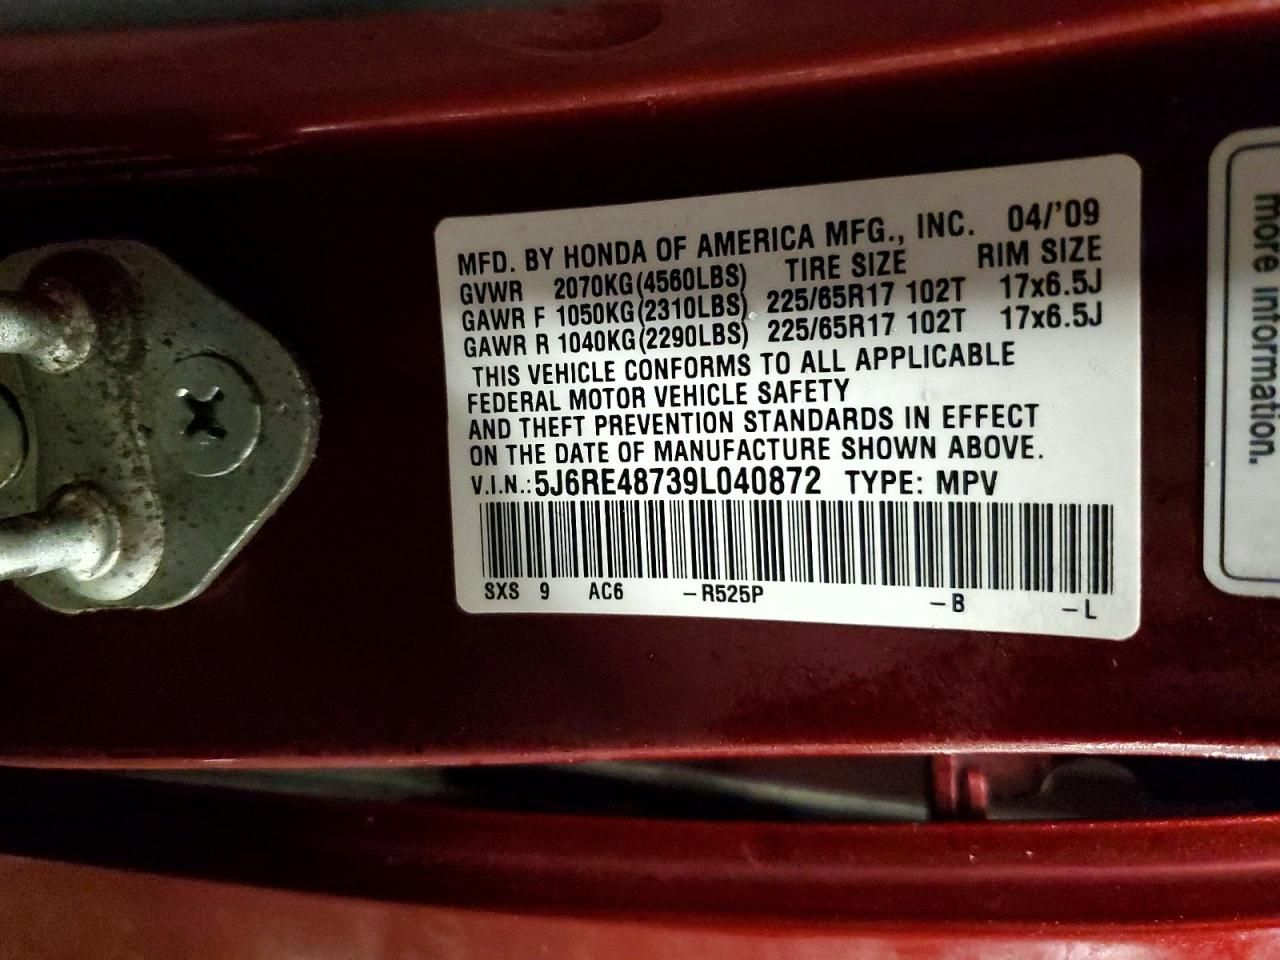 MFD. BY HONDA OF AMERICA MFG., INC. 04/'09
GVWR 2070KG(4560LBS) TIRE SIZE RIM SIZE
GAWR F 1050KG(2310LBS) 225/65R17 102T 17x6.5J
GAWR R 1040KG(2290LBS) 225/65R17 102T 17x6.5J
THIS VEHICLE CONFORMS TO ALL APPLICABLE
FEDERAL MOTOR VEHICLE SAFETY
AND THEFT PREVENTION STANDARDS IN EFFECT
ON THE DATE OF MANUFACTURE SHOWN ABOVE.
V.I.N.:5J6RE48739L040872 TYPE: MPV
SXS 9 AC6 -R525P -B -L
more information.